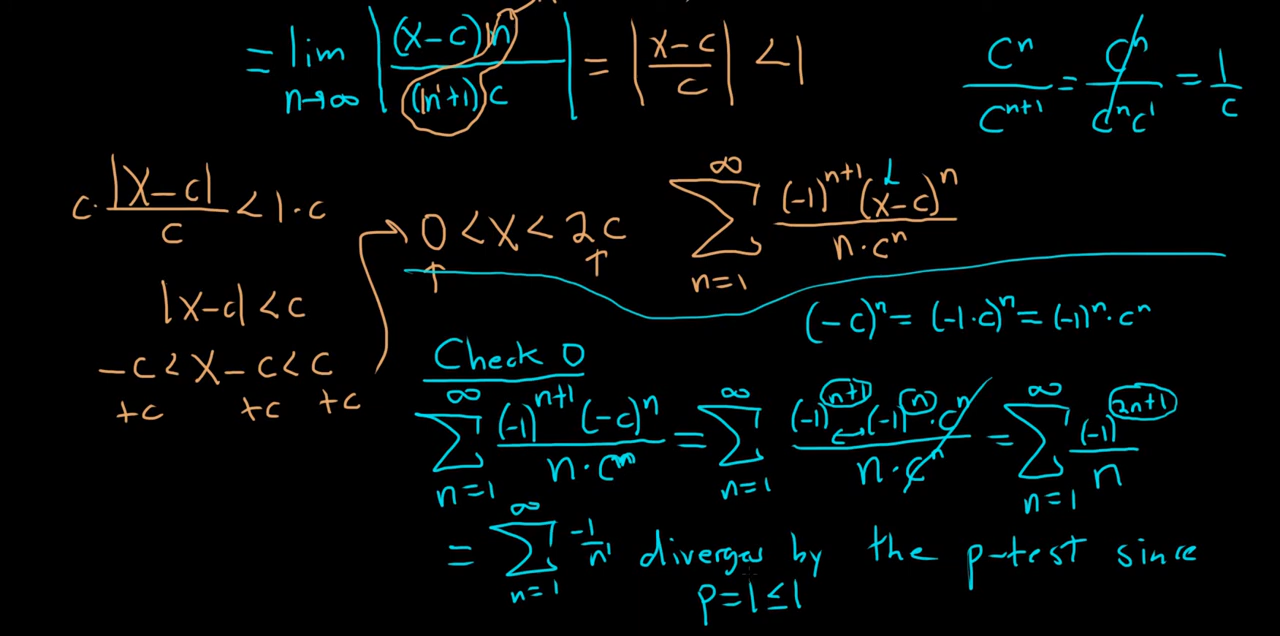 = lim n→∞ |(x-c)n / (n+1)c| = |x-c / c| < 1
c^n / c^{n+1} = c^n / c^n c^1 = 1/c
c · |x-c| / c < 1 · c
|x-c| < c
-c < x - c < c
+c +c +c
0 < x < 2c
↑ ↑
∑_{n=1}^{∞} (-1)^{n+1} (x-c)^n / n · c^n
(-c)^n = (-1·c)^n = (-1)^n · c^n
Check 0
∑_{n=1}^{∞} (-1)^{n+1} (-c)^n / n · c^n = ∑_{n=1}^{∞} (-1)^{n+1} (-1)^n · c^n / n · c^n = ∑_{n=1}^{∞} (-1)^{2n+1} / n
= ∑_{n=1}^{∞} -1/n^1 diverges by the p-test since
p=1≤1